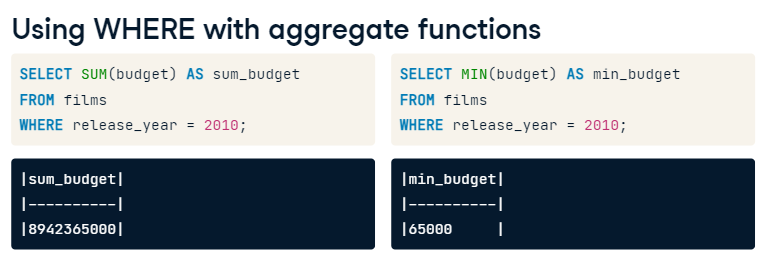 Using WHERE with aggregate functions
SELECT SUM(budget) AS sum_budget
FROM films
WHERE release_year = 2010;
|sum_budget|
|----------|
|8942365000|
SELECT MIN(budget) AS min_budget
FROM films
WHERE release_year = 2010;
|min_budget|
|----------|
|65000     |